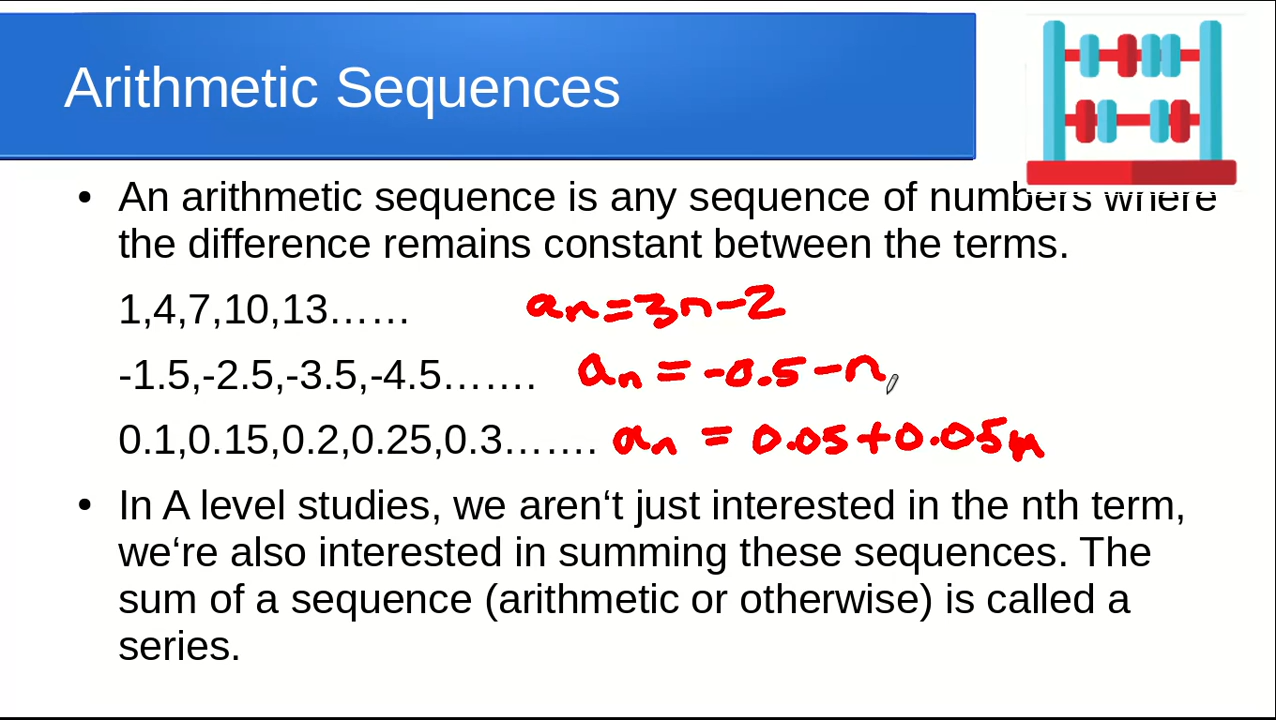 Arithmetic Sequences
• An arithmetic sequence is any sequence of numbers where
the difference remains constant between the terms.
1,4,7,10,13…… an=3n-2
-1.5,-2.5,-3.5,-4.5……. an = -0.5-n
0.1,0.15,0.2,0.25,0.3……. an = 0.05+0.05n
• In A level studies, we aren‘t just interested in the nth term,
we‘re also interested in summing these sequences. The
sum of a sequence (arithmetic or otherwise) is called a
series.